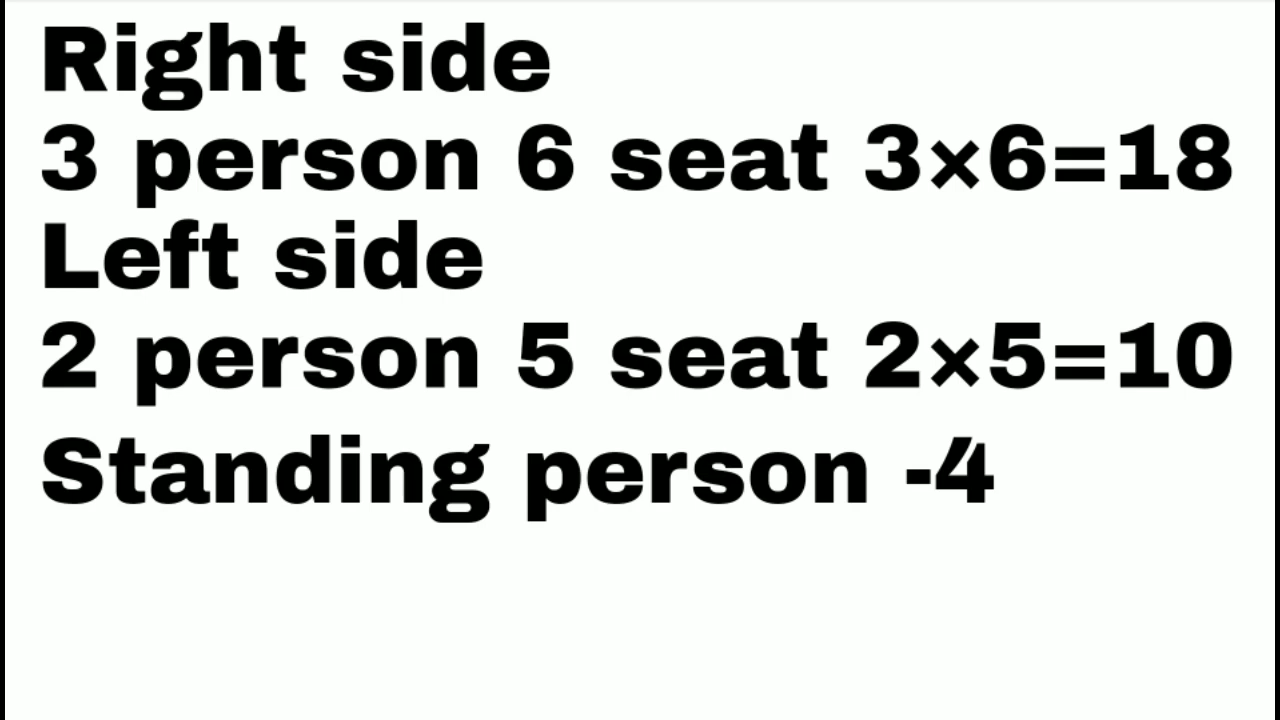 Right side
3 person 6 seat 3×6=18
Left side
2 person 5 seat 2×5=10
Standing person -4